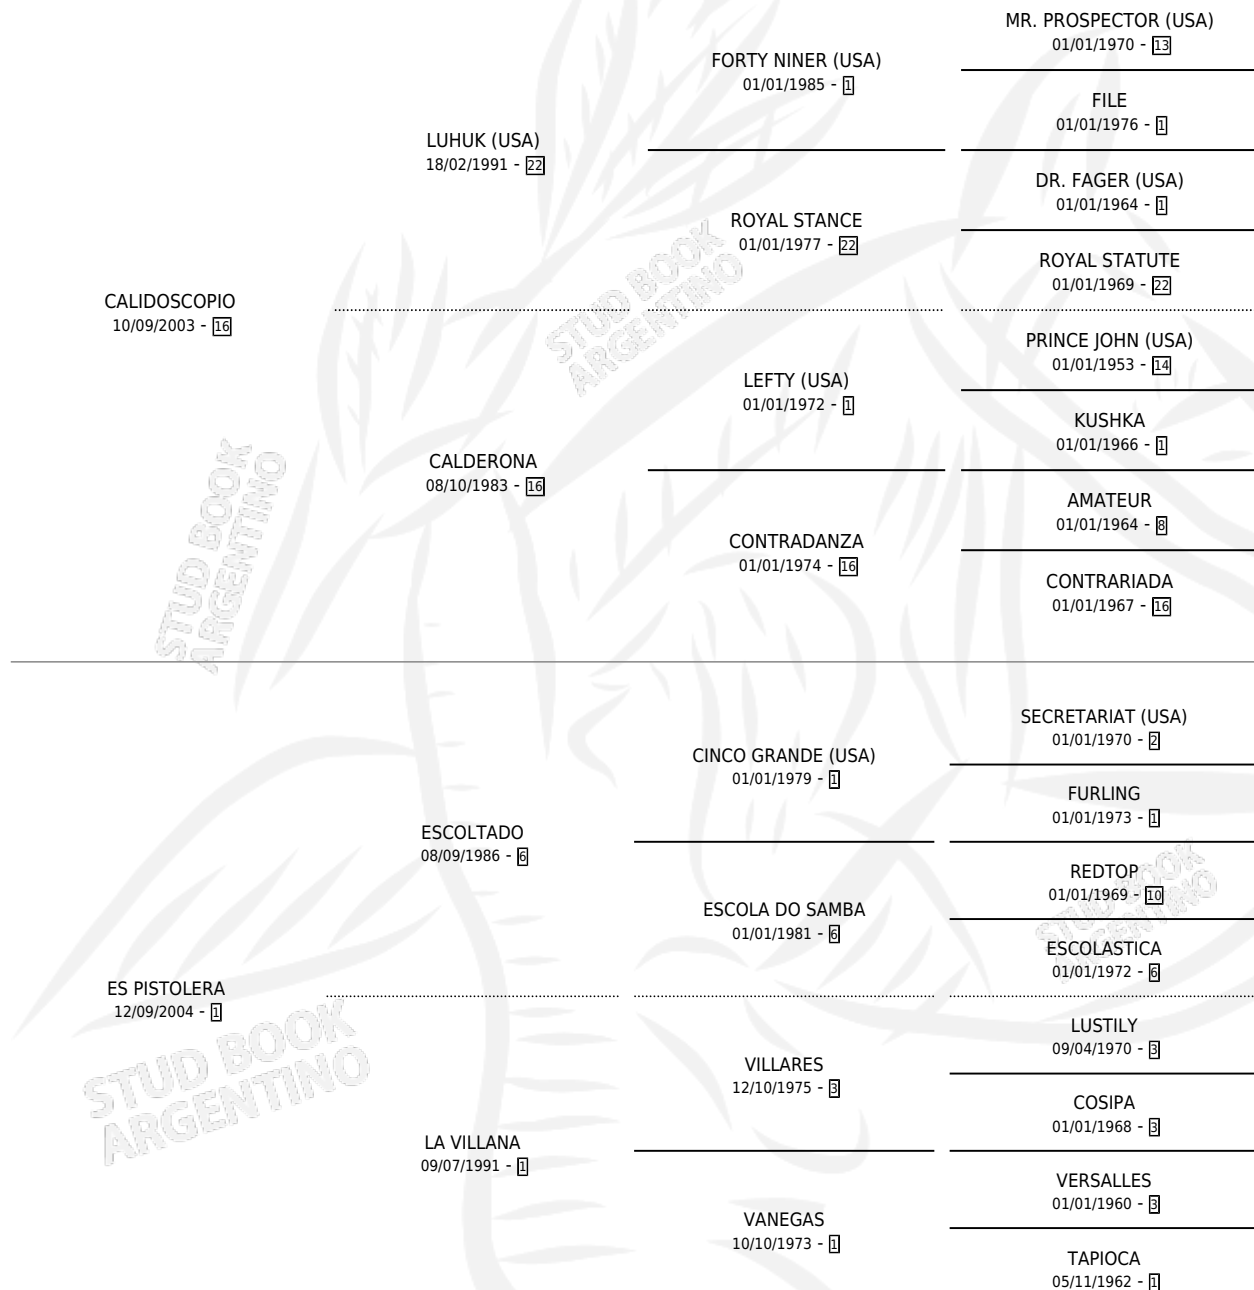 MR. PROSPECTOR (USA)
01/01/1970 - 13
FORTY NINER (USA)
01/01/1985 - 1
FILE
01/01/1976 - 1
LUHUK (USA)
18/02/1991 - 22
DR. FAGER (USA)
01/01/1964 - 1
ROYAL STANCE
01/01/1977 - 22
ROYAL STATUTE
01/01/1969 - 22
CALIDOSCOPIO
10/09/2003 - 16
PRINCE JOHN (USA)
01/01/1953 - 14
LEFTY (USA)
01/01/1972 - 1
KUSHKA
01/01/1966 - 1
CALDERONA
08/10/1983 - 16
AMATEUR
01/01/1964 - 8
CONTRADANZA
01/01/1974 - 16
CONTRARIADA
01/01/1967 - 16
SECRETARIAT (USA)
01/01/1970 - 2
CINCO GRANDE (USA)
01/01/1979 - 1
FURLING
01/01/1973 - 1
ESCOLTADO
08/09/1986 - 6
REDTOP
01/01/1969 - 10
ESCOLA DO SAMBA
01/01/1981 - 6
ESCOLASTICA
01/01/1972 - 6
ES PISTOLERA
12/09/2004 - 1
LUSTILY
09/04/1970 - 3
VILLARES
12/10/1975 - 3
COSIPA
01/01/1968 - 3
LA VILLANA
09/07/1991 - 1
VERSALLES
01/01/1960 - 3
VANEGAS
10/10/1973 - 1
TAPIOCA
05/11/1962 - 1
STUD BOOK
ARGENTINO
STUD BOOK
ARGENTINO
STUD BOOK
ARGENTINO
STUD BOOK
ARGENTINO